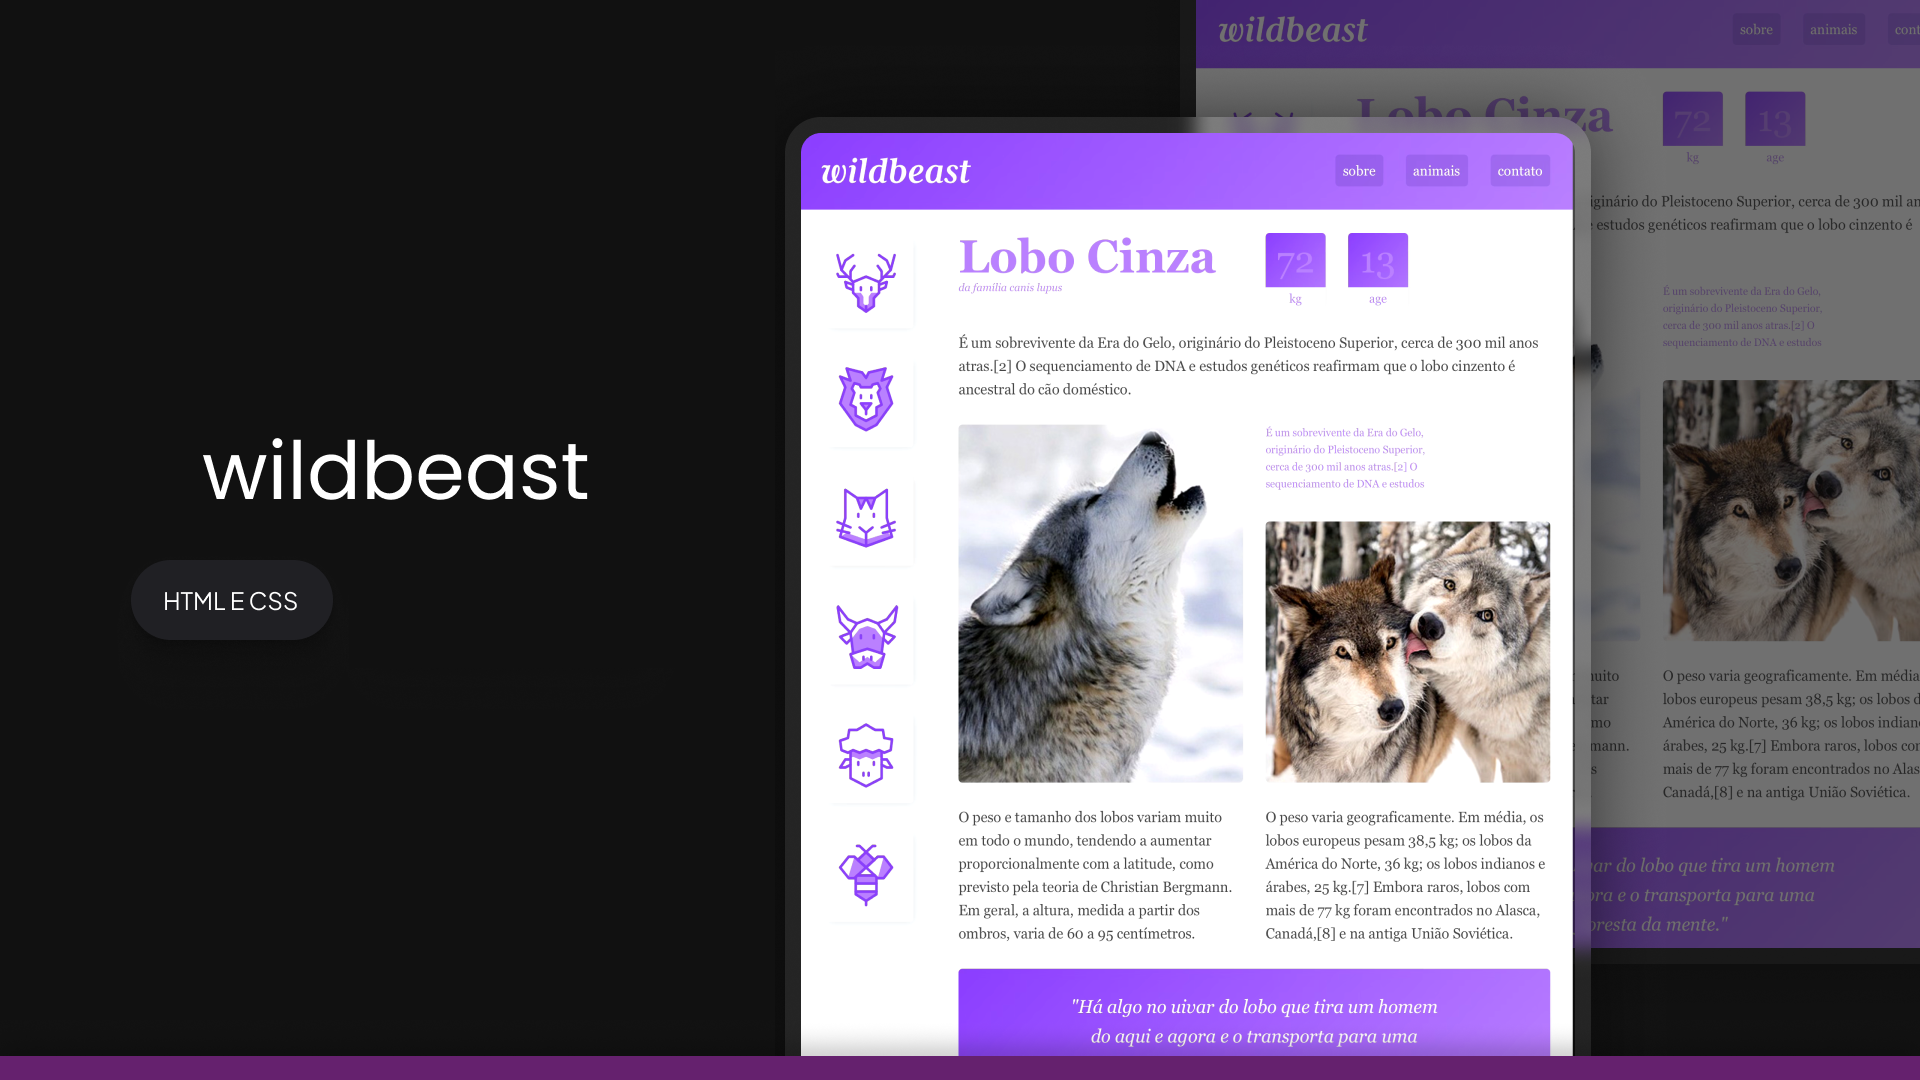 wildbeast
HTML E CSS
wildbeast
sobre
animais
contato
Lobo Cinza
da família canis lupus
72
kg
13
age
É um sobrevivente da Era do Gelo, originário do Pleistoceno Superior, cerca de 300 mil anos
atras.[2] O sequenciamento de DNA e estudos genéticos reafirmam que o lobo cinzento é
ancestral do cão doméstico.
É um sobrevivente da Era do Gelo,
originário do Pleistoceno Superior,
cerca de 300 mil anos atras.[2] O
sequenciamento de DNA e estudos
O peso e tamanho dos lobos variam muito
em todo o mundo, tendendo a aumentar
proporcionalmente com a latitude, como
previsto pela teoria de Christian Bergmann.
Em geral, a altura, medida a partir dos
ombros, varia de 60 a 95 centímetros.
O peso varia geograficamente. Em média, os
lobos europeus pesam 38,5 kg; os lobos da
América do Norte, 36 kg; os lobos indianos e
árabes, 25 kg.[7] Embora raros, lobos com
mais de 77 kg foram encontrados no Alasca,
Canadá,[8] e na antiga União Soviética.
"Há algo no uivar do lobo que tira um homem
do aqui e agora e o transporta para uma
wildbeast
sobre
animais
Lobo Cinza
72
kg
13
age
do Pleistoceno Superior, cerca de 300 mil
estudos genéticos reafirmam que o lobo cinzento é
É um sobrevivente da Era do Gelo,
originário do Pleistoceno Superior,
cerca de 300 mil anos atras.[2] O
sequenciamento de DNA e estudos
O peso varia geograficamente. Em média,
lobos europeus pesam 38,5 kg; os lobos
América do Norte, 36 kg; os lobos
árabes, 25 kg.[7] Embora raros, lobos
mais de 77 kg foram encontrados no
Canadá,[8] e na antiga União Soviética.
do lobo que tira um homem
e o transporta para uma
da mente."